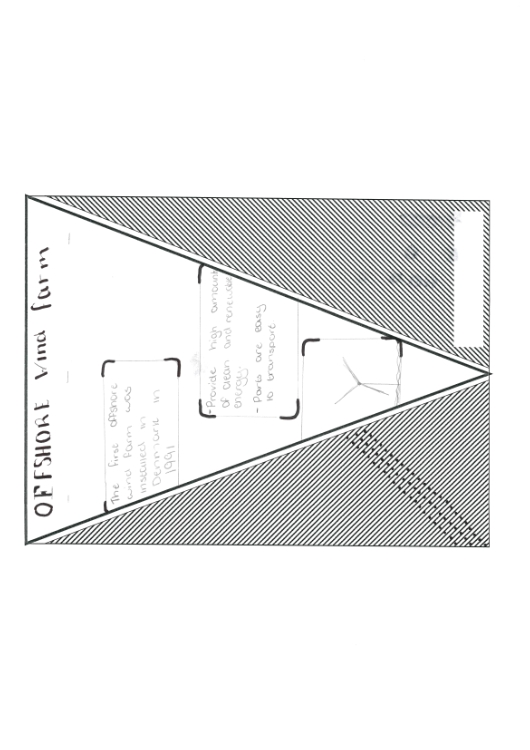 OFFSHORE Wind farm
The first offshore
wind farm was
installed in
Denmark in
1991
- Provide high amounts
of clean and renewable
energy
- Parts are easy
to transport